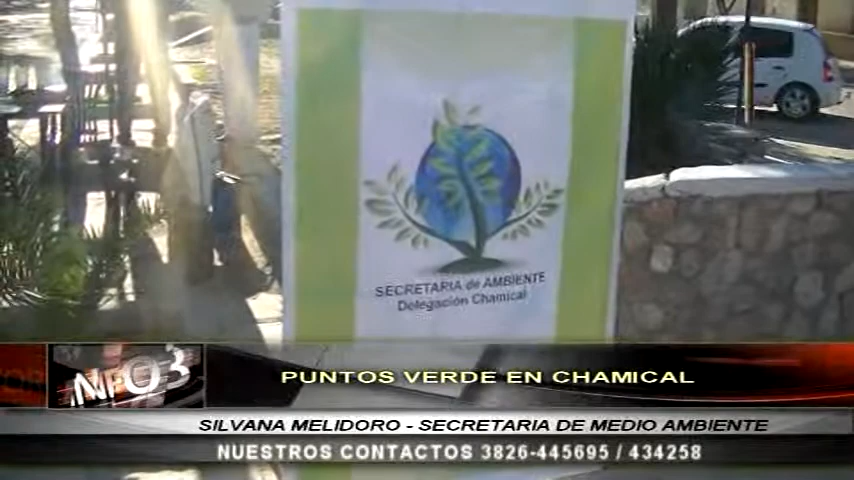 SECRETARIA de AMBIENTE
Delegación Chamical
INFO3
PUNTOS VERDE EN CHAMICAL
SILVANA MELIDORO - SECRETARIA DE MEDIO AMBIENTE
NUESTROS CONTACTOS 3826-445695 / 434258